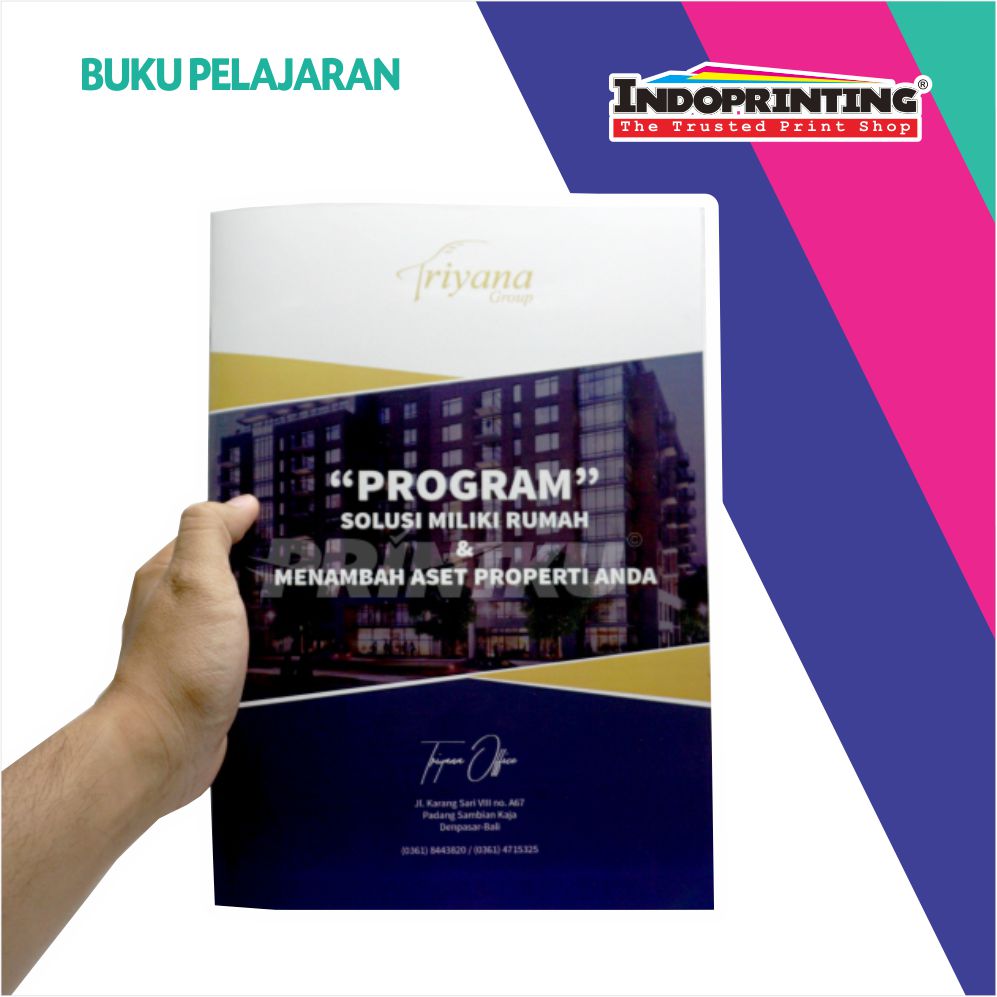 BUKU PELAJARAN
INDOPRINTING®
The Trusted Print Shop
Triyana
Group
“PROGRAM”
SOLUSI MILIKI RUMAH
&
MENAMBAH ASET PROPERTI ANDA
PRINTKU©
Triyana Office
Jl. Karang Sari VIII no. A67
Padang Sambian Kaja
Denpasar-Bali
(0361) 8443820 / (0361) 4715325